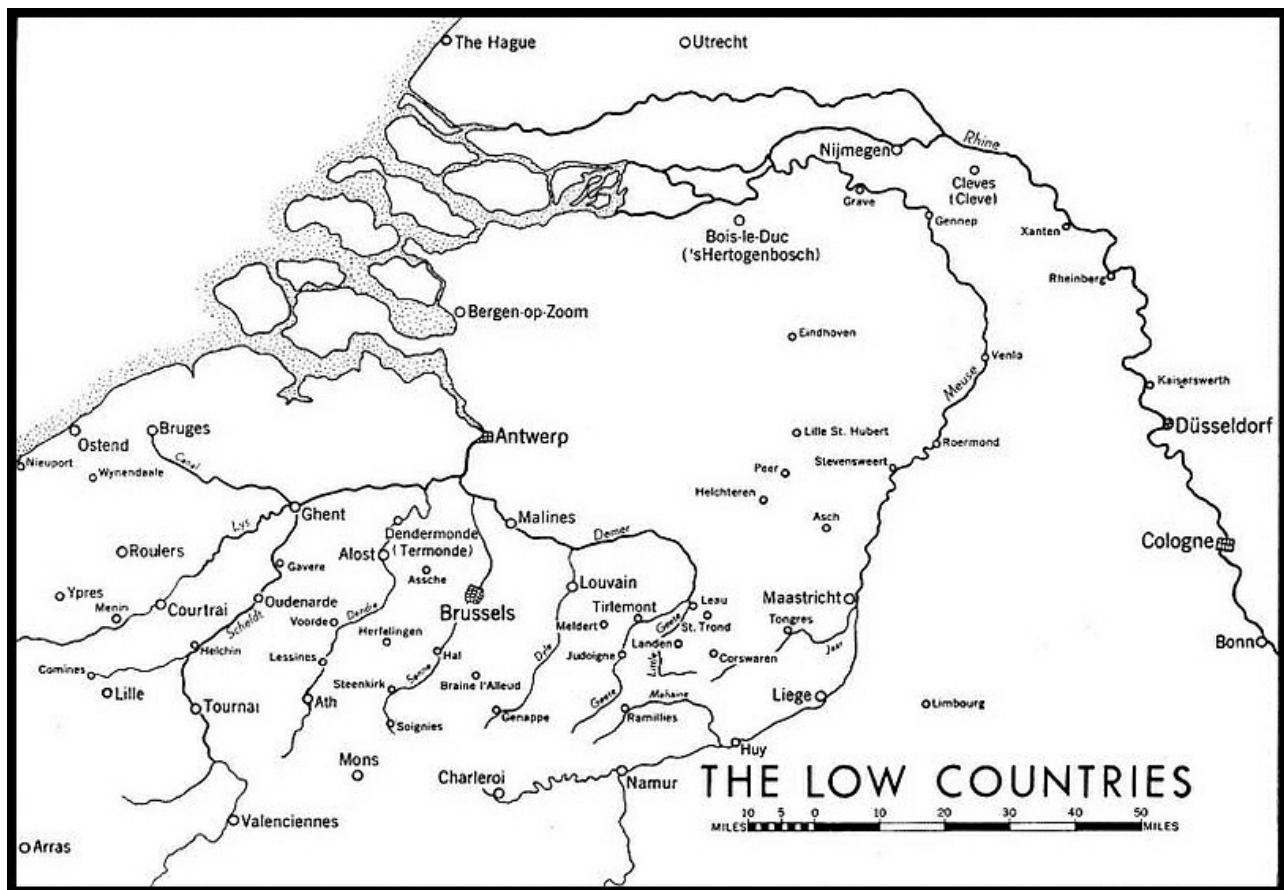 The Hague
Utrecht
Rhine
Nijmegen
Cleves
(Cleve)
Grave
Gennep
Bois-le-Duc
('sHertogenbosch)
Xanten
Rheinberg
Bergen-op-Zoom
Eindhoven
Venlo
Meuse
Kaiserswerth
Düsseldorf
Ostend
Bruges
Antwerp
Lille St. Hubert
Roermond
Nieuport
Wynendaale
Canal
Peer
Stevensweert
Helchteren
Ghent
Lys
Malines
Asch
Demer
Dendermonde
(Termonde)
Cologne
Roulers
Alost
Gavere
Assche
Louvain
Ypres
Menin
Courtrai
Oudenarde
Scheldt
Voorde
Dendre
Brussels
Tirlemont
Leau
Maastricht
Meldert
Geete
St. Trond
Tongres
Herfelingen
Landen
Jaar
Bonn
Helchin
Lessines
Hal
Dyle
Judoigne
Little
Corswaren
Comines
Lille
Senne
Steenkirk
Braine l'Alleud
Geete
Mehaine
Liege
Limbourg
Tournai
Ath
Soignies
Genappe
Ramillies
Huy
Mons
Charleroi
Namur
THE LOW COUNTRIES
10 5 0 10 20 30 40 50
MILES MILES
Valenciennes
Arras